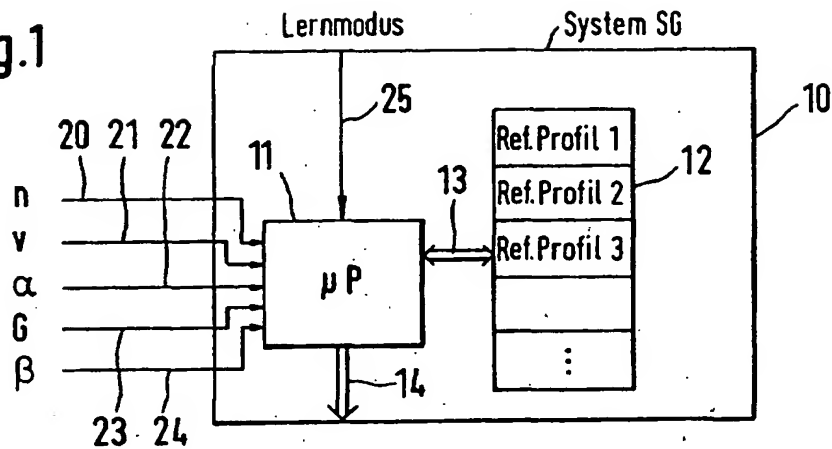 g.1
Lernmodus
System SG
10
25
20
21
22
11
12
13
Ref.Profil 1
Ref.Profil 2
Ref.Profil 3
⋮
n
v
α
G
β
µP
14
23
24